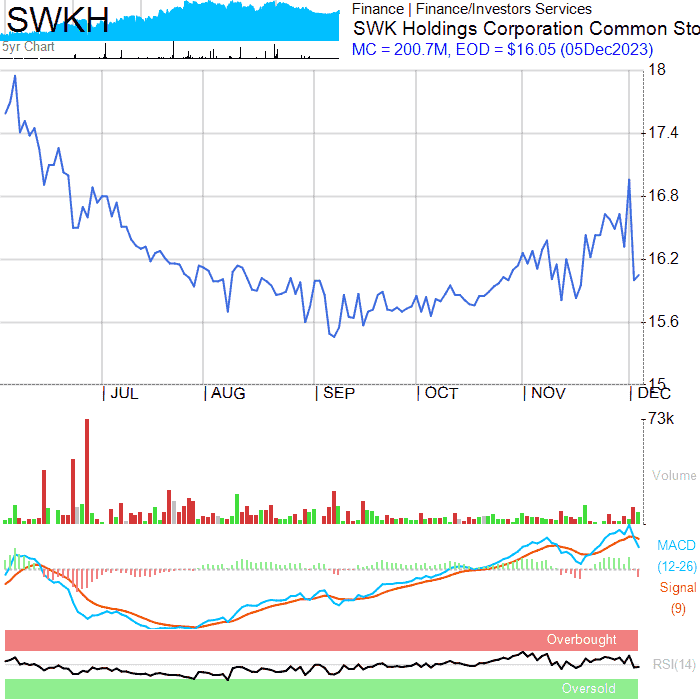 SWKH
5yr Chart
Finance | Finance/Investors Services
SWK Holdings Corporation Common Sto
MC = 200.7M, EOD = $16.05 (05Dec2023)
18
17.4
16.8
16.2
15.6
15
| JUL | AUG | SEP | OCT | NOV | DEC
73k
Volume
MACD
(12-26)
Signal
(9)
Overbought
RSI(14)
Oversold